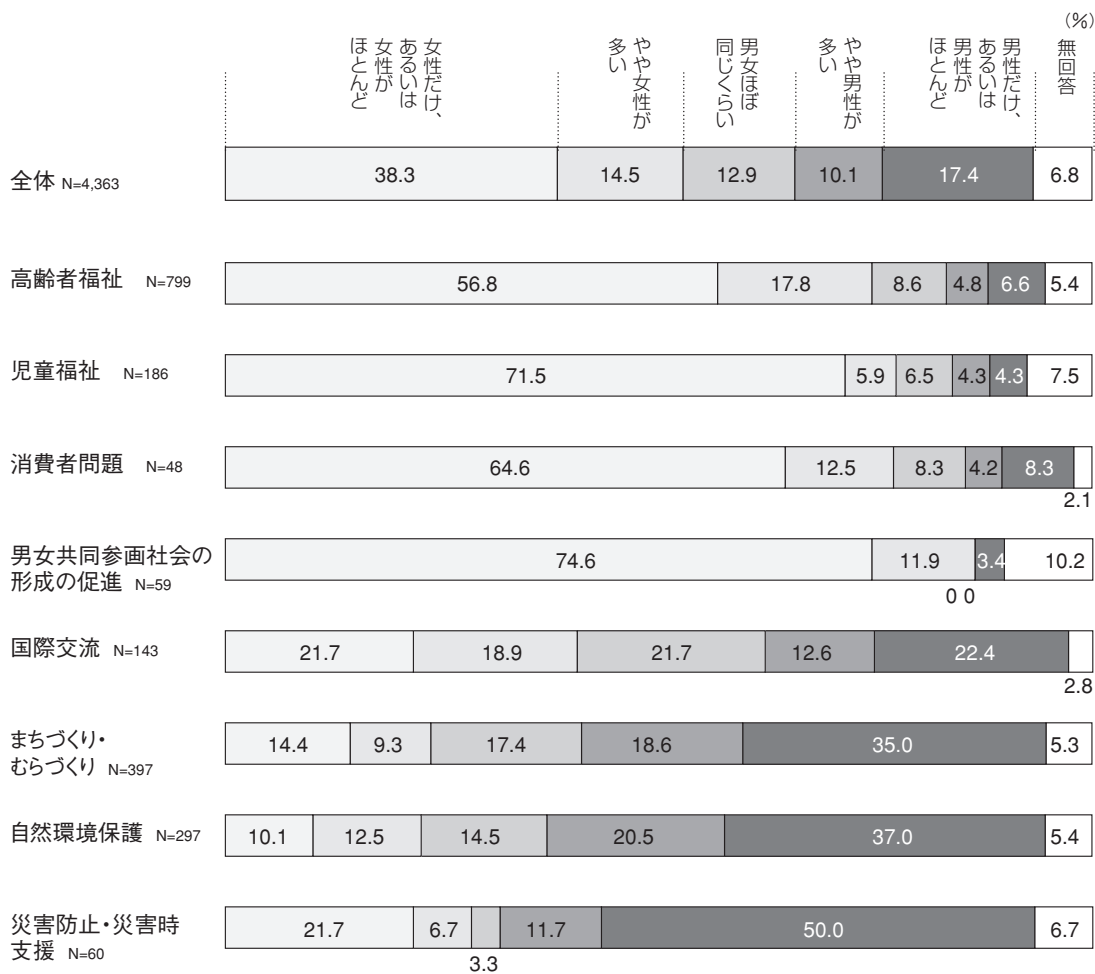 (%)
女性だけ、
あるいは
女性が
ほとんど
やや女性が
多い
男女ほぼ
同じくらい
やや男性が
多い
男性だけ、
あるいは
男性が
ほとんど
無回答
全体 N=4,363
38.3 14.5 12.9 10.1 17.4 6.8
高齢者福祉 N=799
56.8 17.8 8.6 4.8 6.6 5.4
児童福祉 N=186
71.5 5.9 6.5 4.3 4.3 7.5
消費者問題 N=48
64.6 12.5 8.3 4.2 8.3
2.1
男女共同参画社会の
形成の促進 N=59
74.6 11.9 3.4 10.2
0 0
国際交流 N=143
21.7 18.9 21.7 12.6 22.4
2.8
まちづくり・
むらづくり N=397
14.4 9.3 17.4 18.6 35.0 5.3
自然環境保護 N=297
10.1 12.5 14.5 20.5 37.0 5.4
災害防止・災害時
支援 N=60
21.7 6.7 11.7 50.0 6.7
3.3